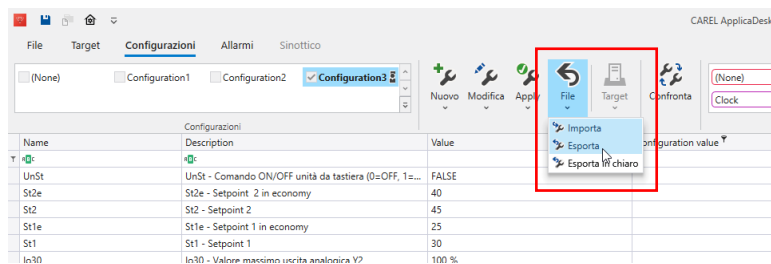 CAREL ApplicaDesk
File Target Configurazioni Allarmi Sinottico
(None) Configuration1 Configuration2 Configuration3
Nuovo Modifica Apply File Target Confronta
(None)
Clock
Configurazioni
Importa
Esporta
Esporta in chiaro
Name Description Value onfiguration value
UnSt UnSt - Comando ON/OFF unità da tastiera (0=OFF, 1=... FALSE
St2e St2e - Setpoint 2 in economy 40
St2 St2 - Setpoint 2 45
St1e St1e - Setpoint 1 in economy 25
St1 St1 - Setpoint 1 30
Io30 Io30 - Valore massimo uscita analogica Y2 100 %